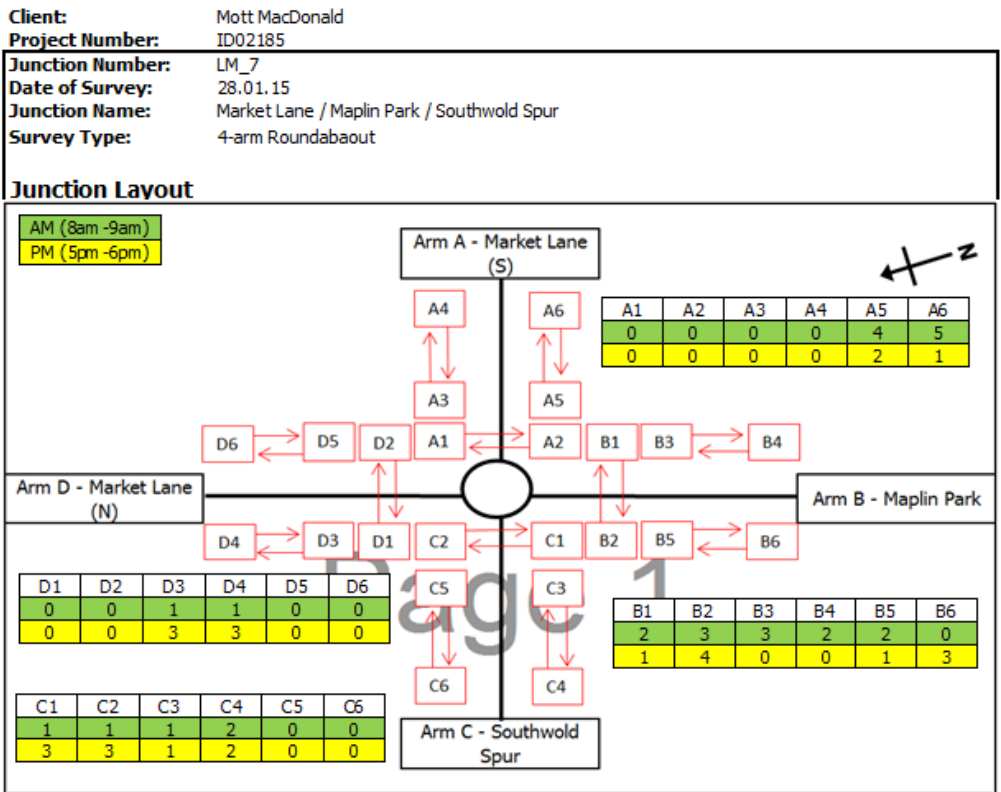 Client: Mott MacDonald
Project Number: ID02185
Junction Number: LM_7
Date of Survey: 28.01.15
Junction Name: Market Lane / Maplin Park / Southwold Spur
Survey Type: 4-arm Roundabaout
Junction Layout
AM (8am -9am)
PM (5pm -6pm)
Arm A - Market Lane
(S)
N
A4 A6
A1 A2 A3 A4 A5 A6
0 0 0 0 4 5
0 0 0 0 2 1
A3 A5
D6 D5 D2 A1 A2 B1 B3 B4
Arm D - Market Lane
(N)
Arm B - Maplin Park
D4 D3 D1 C2 C1 B2 B5 B6
Page 1
C5 C3
D1 D2 D3 D4 D5 D6
0 0 1 1 0 0
0 0 3 3 0 0
B1 B2 B3 B4 B5 B6
2 3 3 2 2 0
1 4 0 0 1 3
C6 C4
C1 C2 C3 C4 C5 C6
1 1 1 2 0 0
3 3 1 2 0 0
Arm C - Southwold
Spur